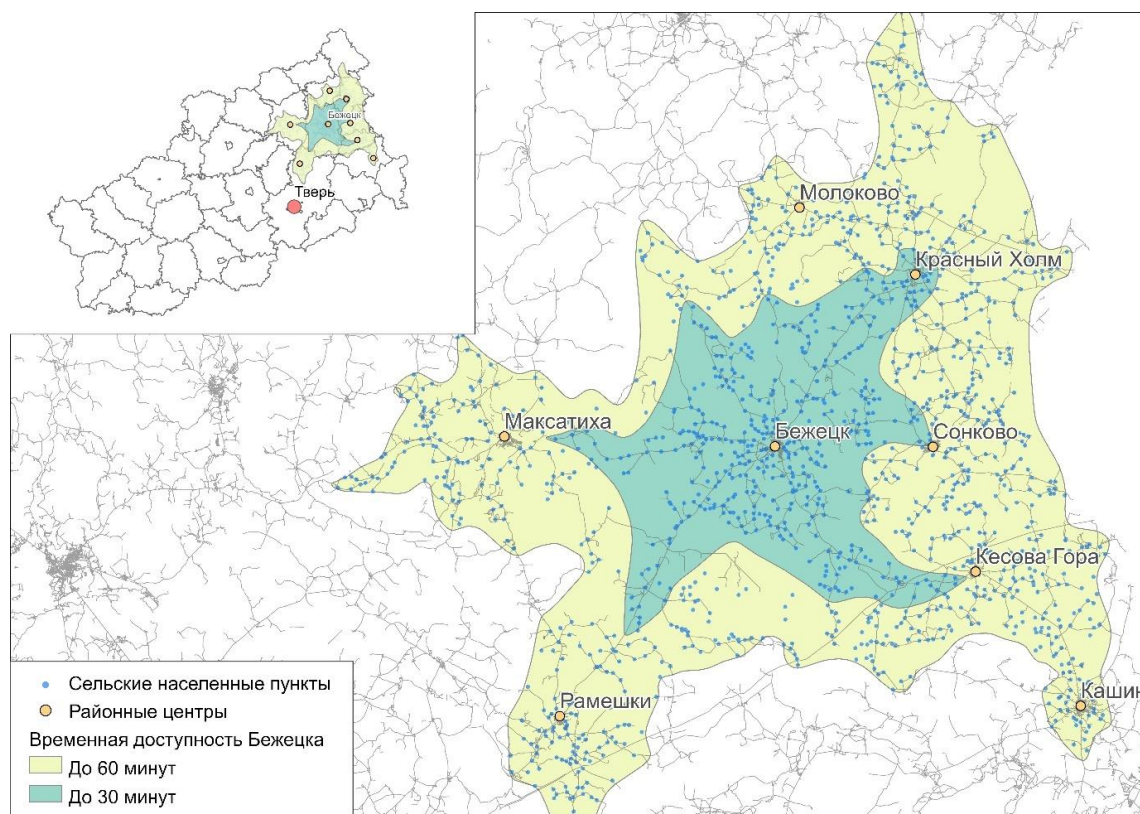 Бежецк
Тверь
Молоково
Красный Холм
Максатиха
Бежецк
Сонково
Кесова Гора
Рамешки
Кашин
Сельские населенные пункты
Районные центры
Временная доступность Бежецка
До 60 минут
До 30 минут